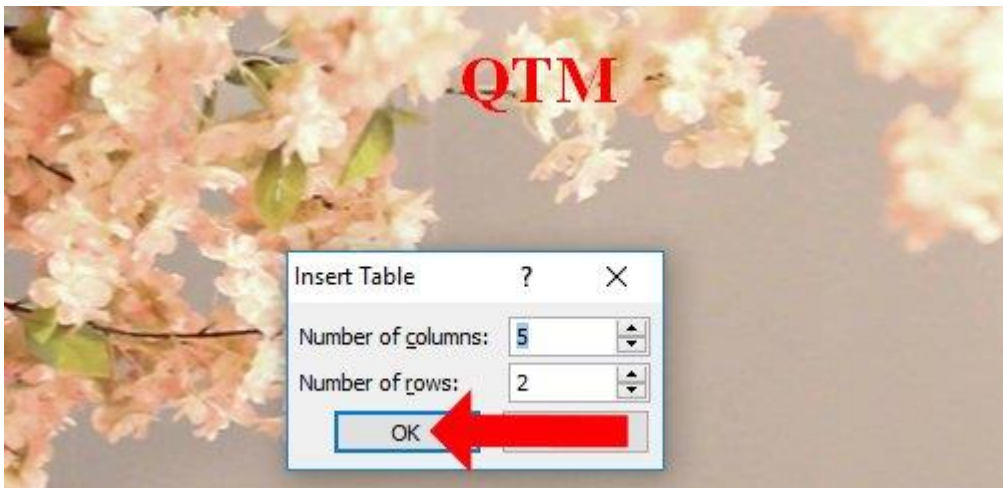 QTM
Insert Table ?
Number of columns: 5
Number of rows: 2
OK